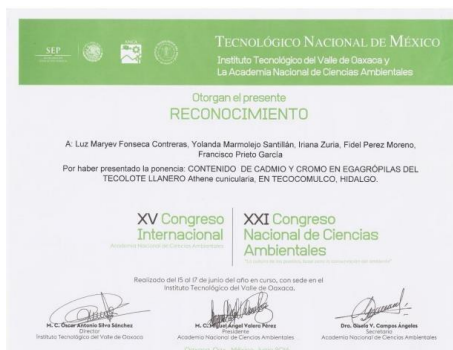 SEP
TECNOLÓGICO NACIONAL DE MÉXICO
Instituto Tecnológico del Valle de Oaxaca y
La Academia Nacional de Ciencias Ambientales
Otorgan el presente
RECONOCIMIENTO
A: Luz Maryev Fonseca Contreras, Yolanda Marmolejo Santillán, Iriana Zuria, Fidel Perez Moreno,
Francisco Prieto García
Por haber presentado la ponencia: CONTENIDO DE CADMIO Y CROMO EN EGAGRÓPILAS DEL
TECOLOTE LLANERO Athene cunicularia, EN TECOCOMULCO, HIDALGO.
XV Congreso
Internacional
Academia Nacional de Ciencias Ambientales
XXI Congreso
Nacional de Ciencias
Ambientales
Realizado del 15 al 17 de junio del año en curso, con sede en el
Instituto Tecnológico del Valle de Oaxaca,
M. C. Oscar Antonio Silva Sánchez
Director
Instituto Tecnológico del Valle de Oaxaca
M. C. Miguel Ángel Valera Pérez
Presidente
Academia Nacional de Ciencias Ambientales
Dra. Gisela V. Campos Ángeles
Secretaria
Academia Nacional de Ciencias Ambientales